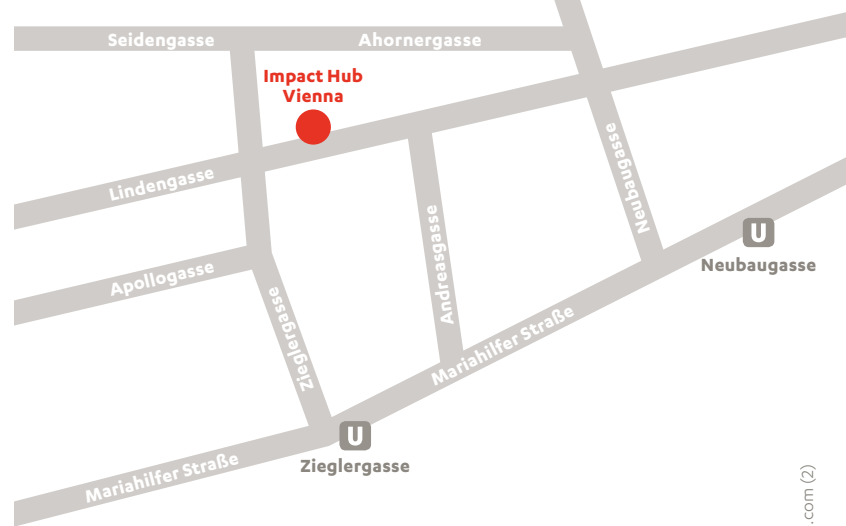 Seidengasse
Ahornergasse
Impact Hub
Vienna
Lindengasse
Neubaugasse
U
Neubaugasse
Apollogasse
Andreasgasse
Zieglergasse
Mariahilfer Straße
U
Zieglergasse
Mariahilfer Straße
.com (2)